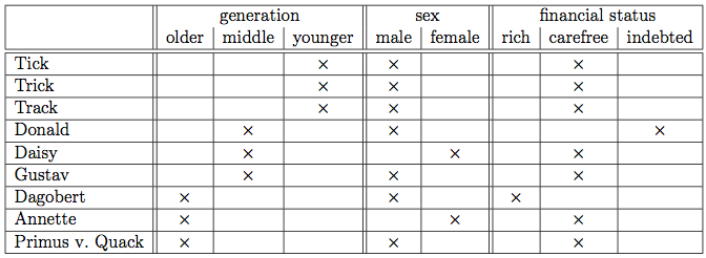 generation sex financial status
older middle younger male female rich carefree indebted
Tick × × ×
Trick × × ×
Track × × ×
Donald × × ×
Daisy × × ×
Gustav × × ×
Dagobert × × ×
Annette × × ×
Primus v. Quack × × ×